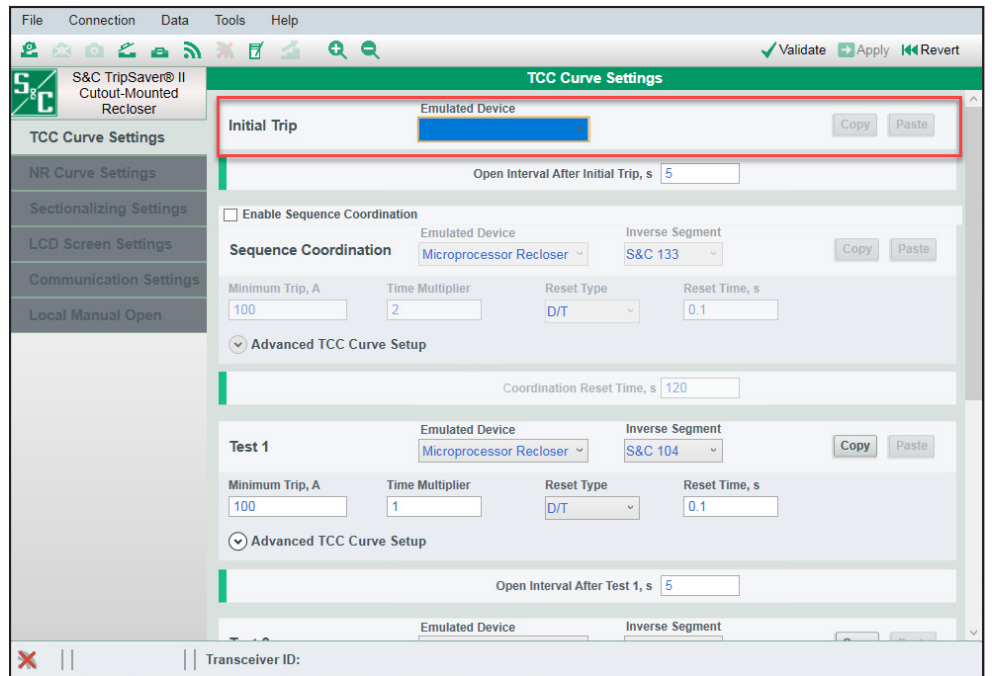 File Connection Data Tools Help
Validate Apply Revert
S&C
S&C TripSaver® II
Cutout-Mounted
Recloser
TCC Curve Settings
NR Curve Settings
Sectionalizing Settings
LCD Screen Settings
Communication Settings
Local Manual Open
TCC Curve Settings
Emulated Device
Initial Trip Copy Paste
Open Interval After Initial Trip, s 5
Enable Sequence Coordination
Emulated Device Inverse Segment
Sequence Coordination Microprocessor Recloser S&C 133 Copy Paste
Minimum Trip, A Time Multiplier Reset Type Reset Time, s
100 2 D/T 0.1
Advanced TCC Curve Setup
Coordination Reset Time, s 120
Emulated Device Inverse Segment
Test 1 Microprocessor Recloser S&C 104 Copy Paste
Minimum Trip, A Time Multiplier Reset Type Reset Time, s
100 1 D/T 0.1
Advanced TCC Curve Setup
Open Interval After Test 1, s 5
Emulated Device Inverse Segment
Transceiver ID: